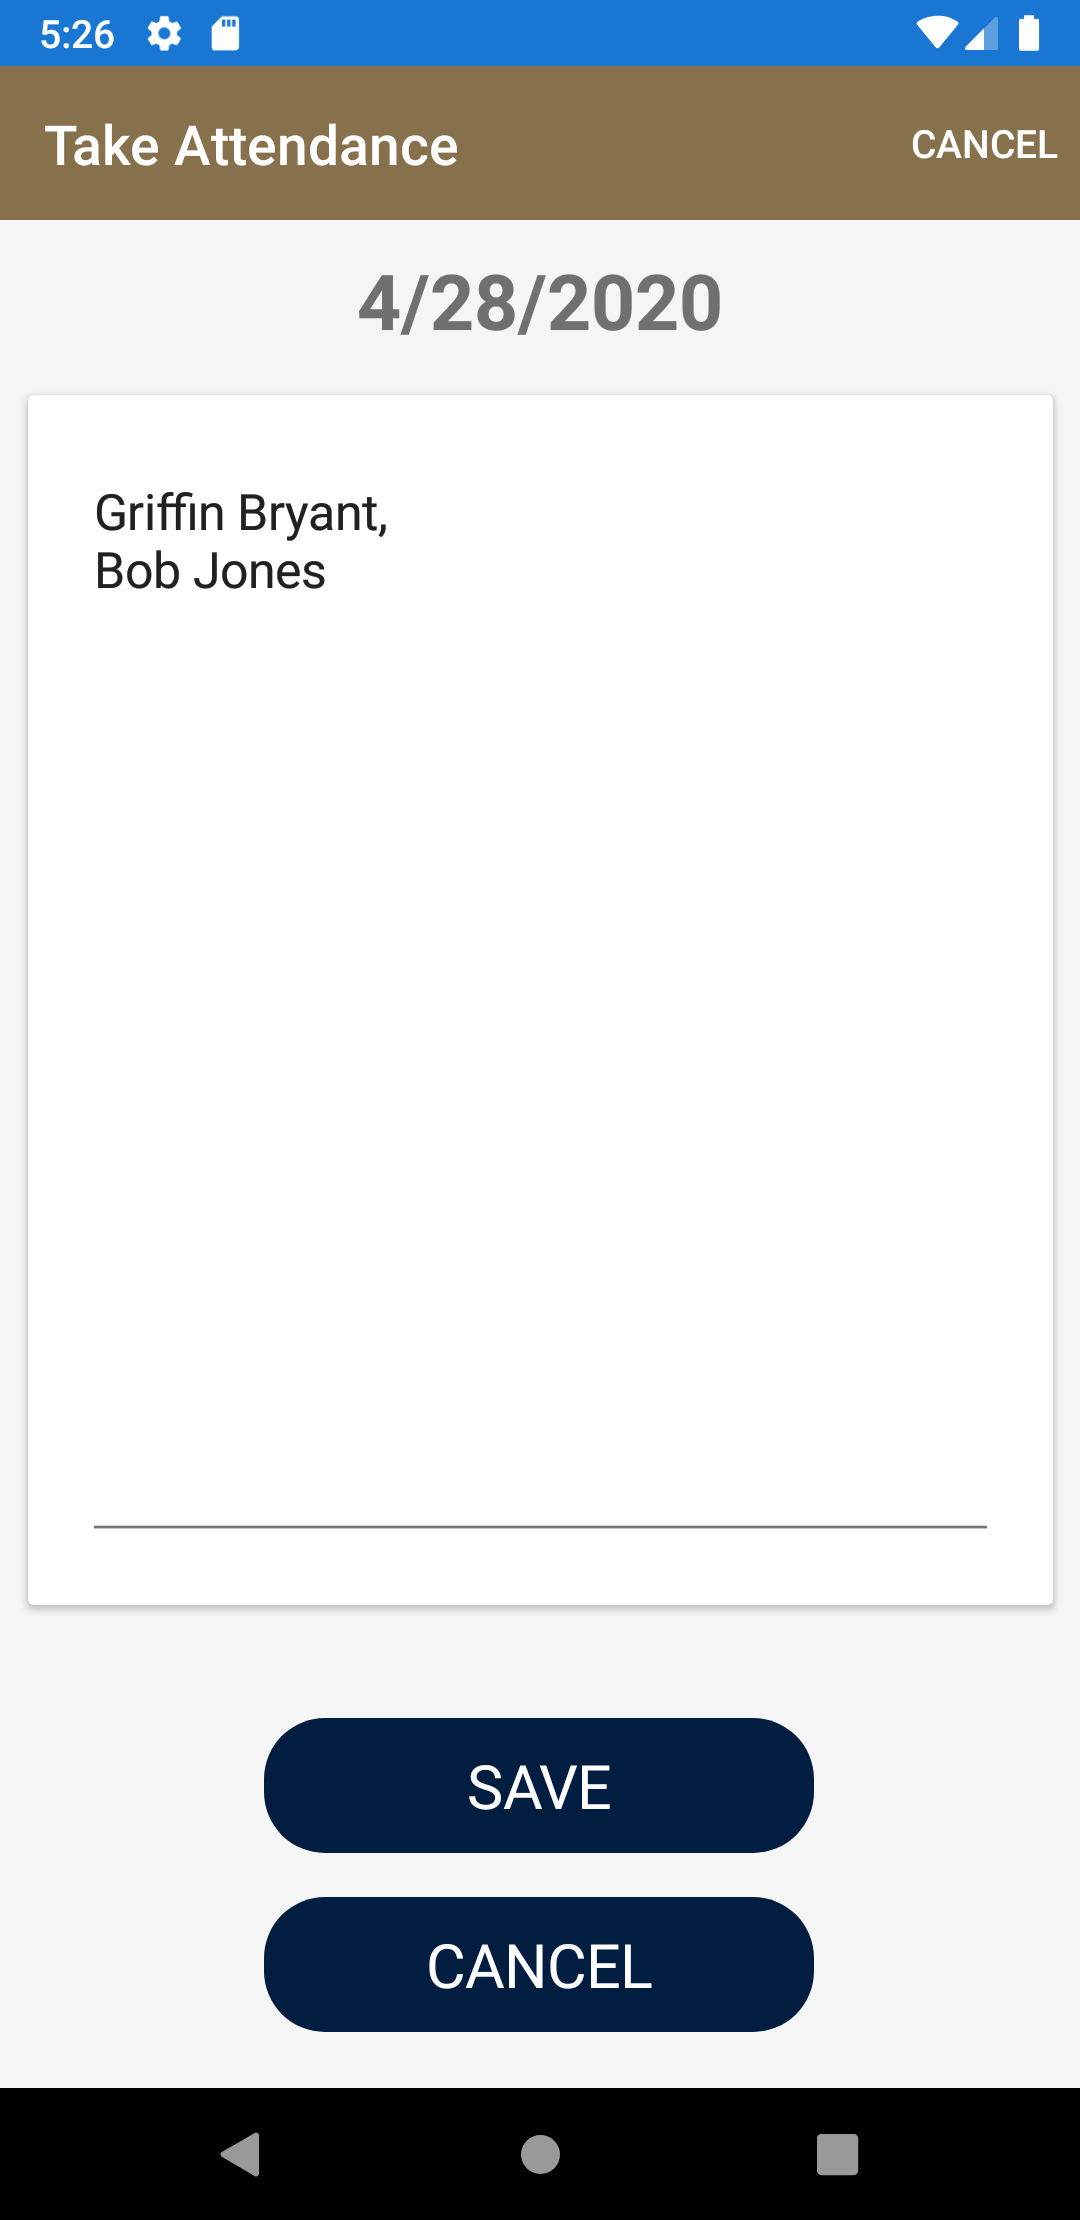 5:26
Take Attendance
CANCEL
4/28/2020
Griffin Bryant,
Bob Jones
SAVE
CANCEL